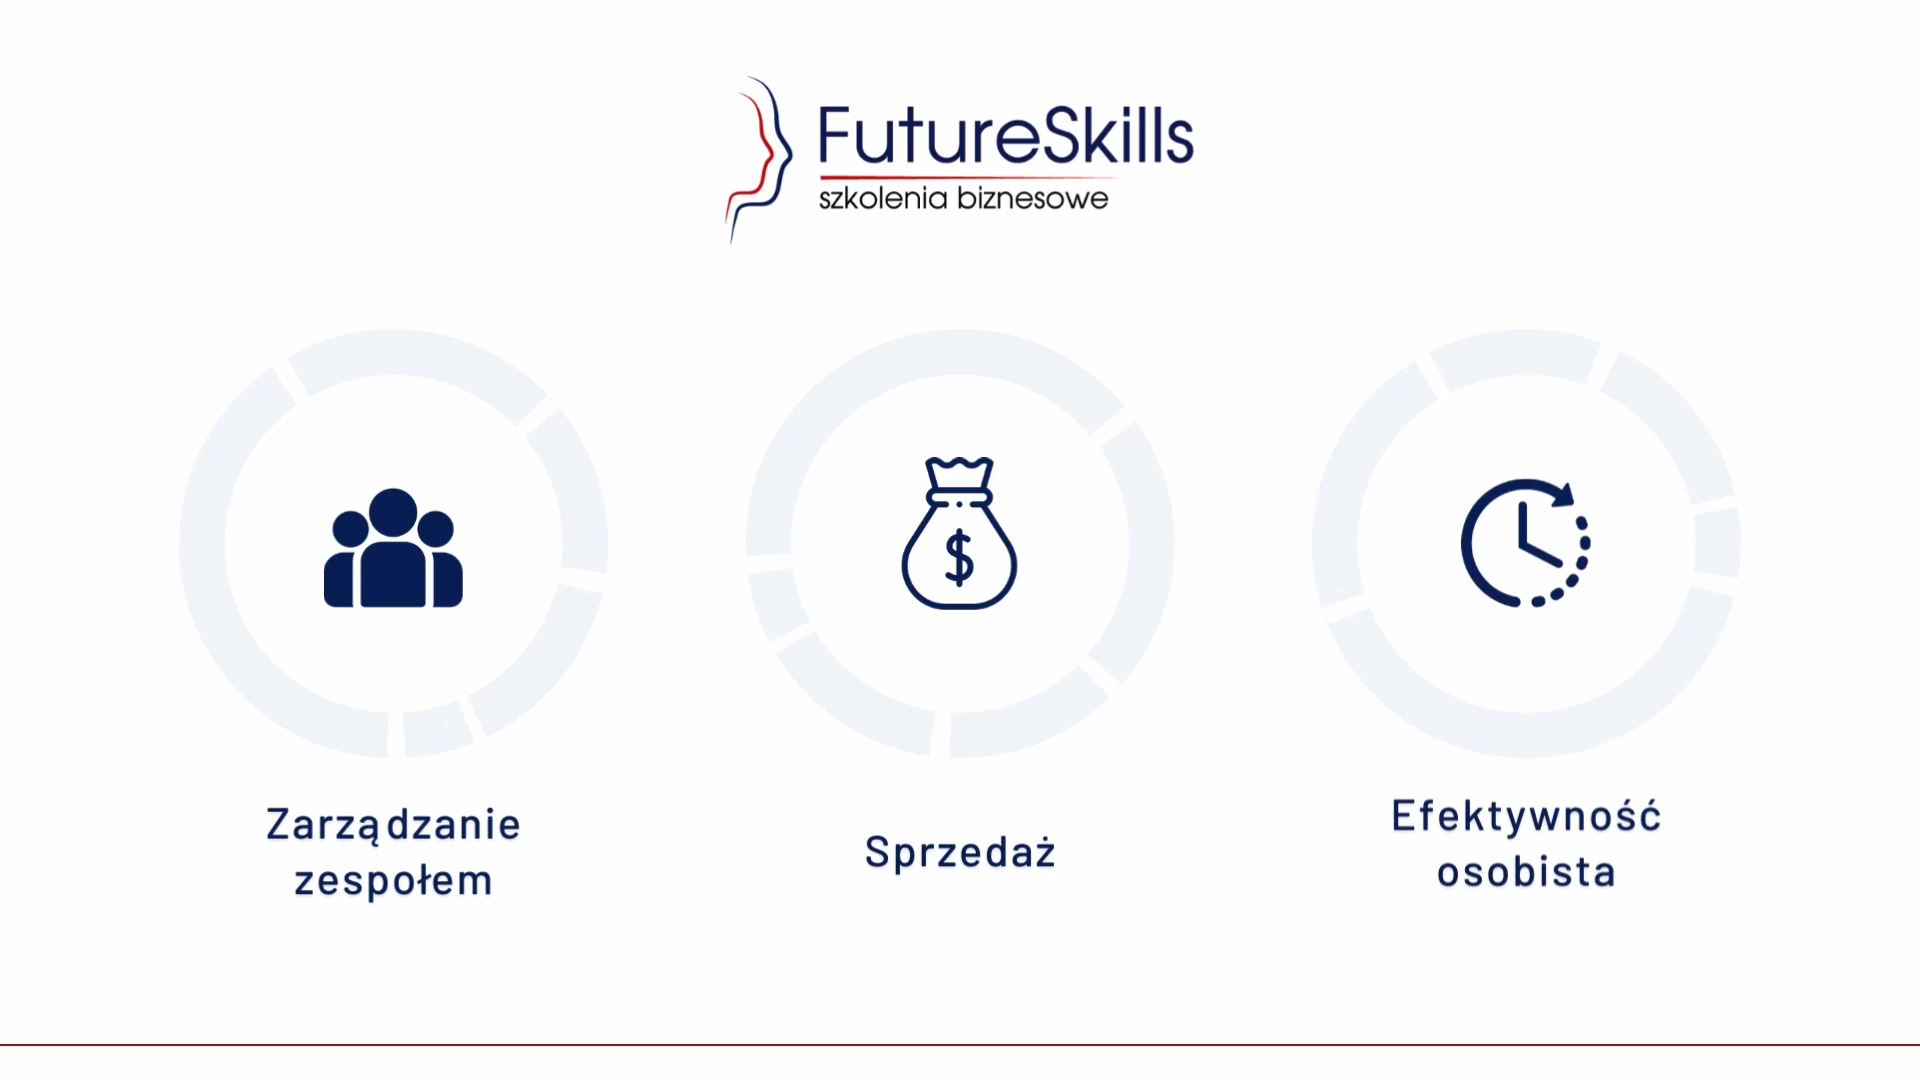 FutureSkills
szkolenia biznesowe
$
Zarządzanie
zespołem
Sprzedaż
Efektywność
osobista